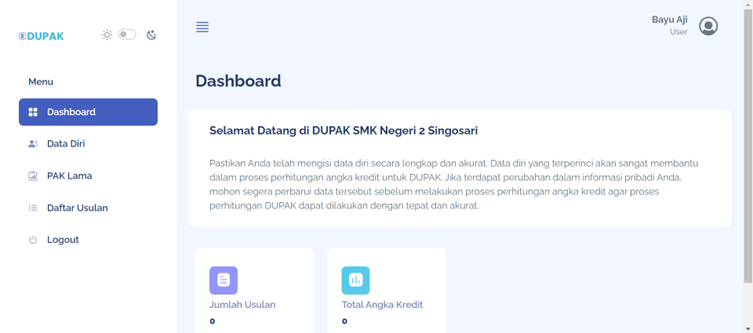 eDUPAK
Bayu Aji
User
Menu
Dashboard
Data Diri
PAK Lama
Daftar Usulan
Logout
Dashboard
Selamat Datang di DUPAK SMK Negeri 2 Singosari
Pastikan Anda telah mengisi data diri secara lengkap dan akurat. Data diri yang terperinci akan sangat membantu
dalam proses perhitungan angka kredit untuk DUPAK. Jika terdapat perubahan dalam informasi pribadi Anda,
mohon segera perbarui data tersebut sebelum melakukan proses perhitungan angka kredit agar proses
perhitungan DUPAK dapat dilakukan dengan tepat dan akurat.
Jumlah Usulan
0
Total Angka Kredit
0